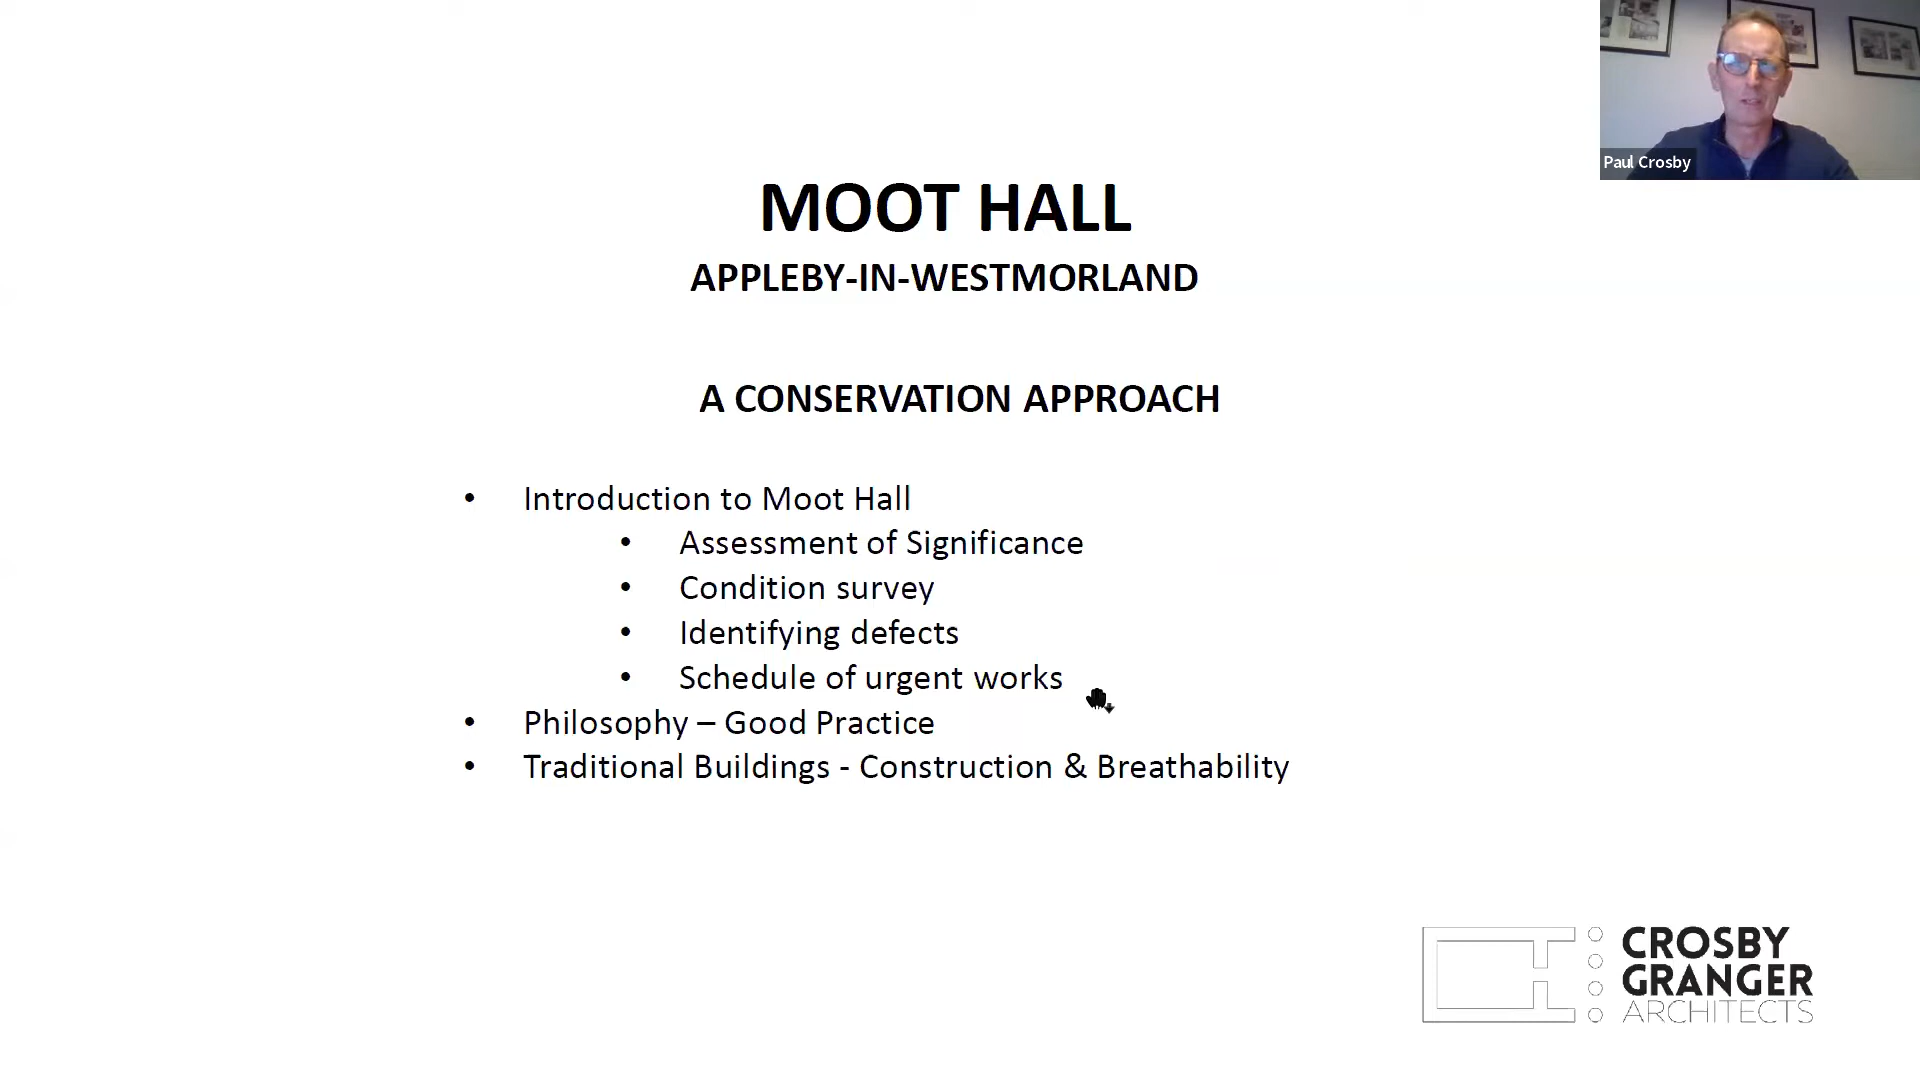 Paul Crosby
MOOT HALL
APPLEBY-IN-WESTMORLAND
A CONSERVATION APPROACH
• Introduction to Moot Hall
• Assessment of Significance
• Condition survey
• Identifying defects
• Schedule of urgent works
• Philosophy – Good Practice
• Traditional Buildings - Construction & Breathability
CROSBY
GRANGER
ARCHITECTS